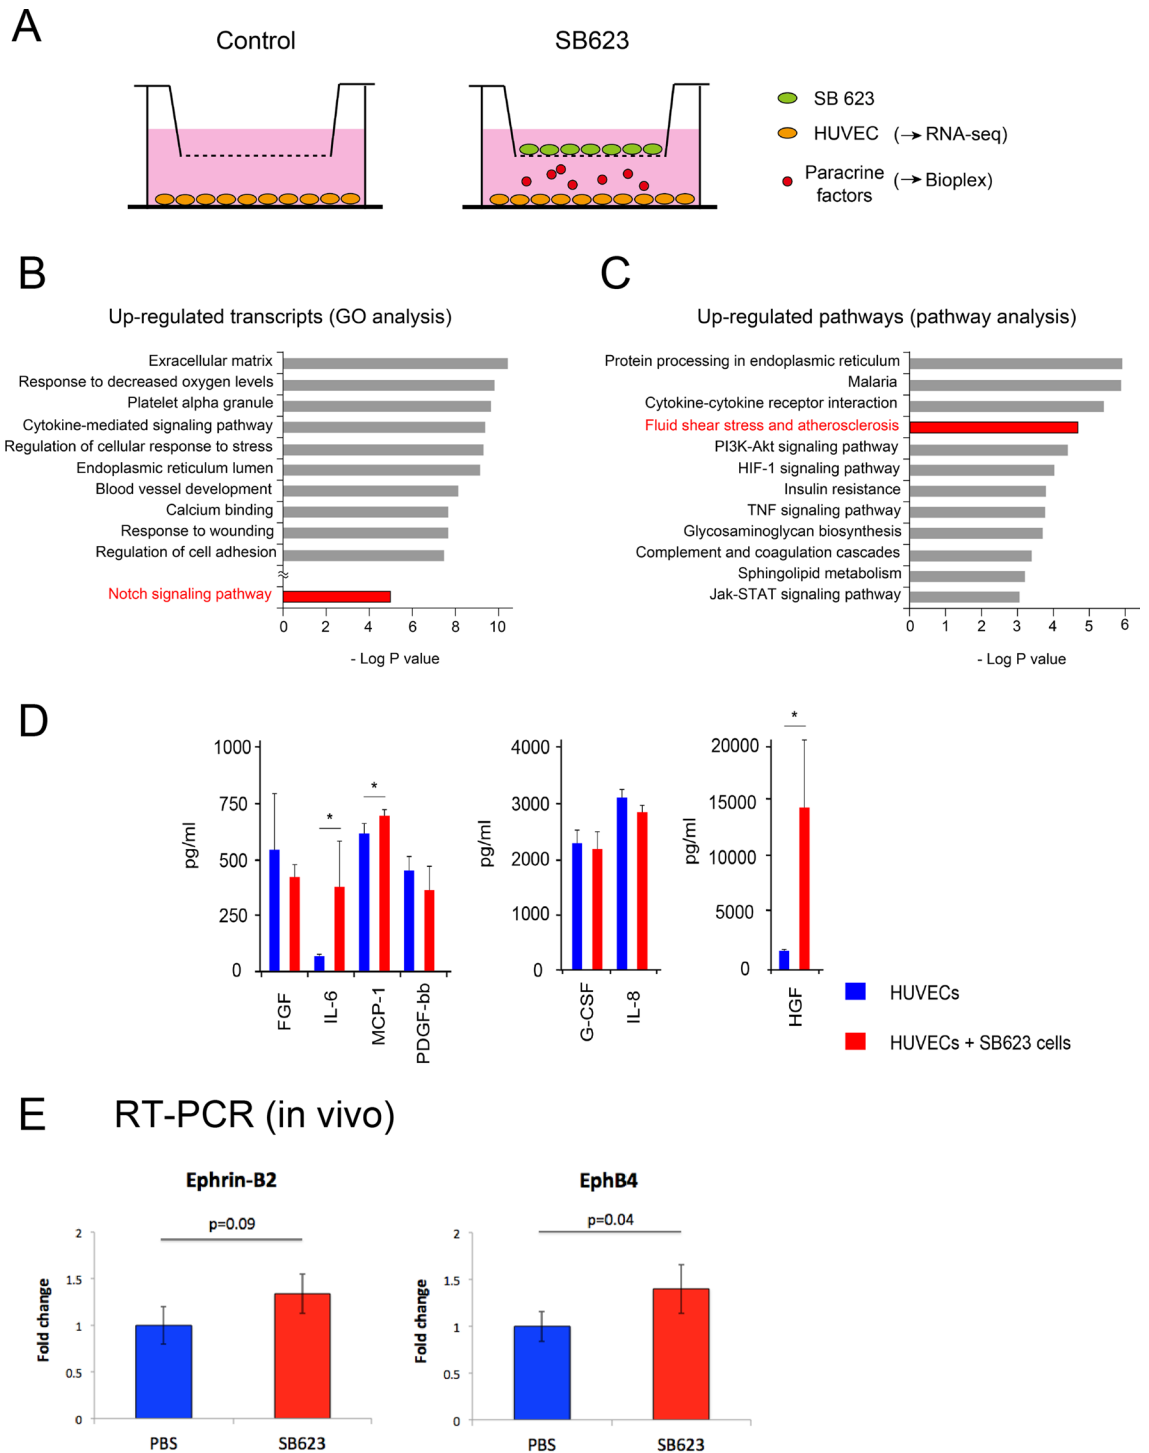 A
Control
SB623
SB 623
HUVEC (→ RNA-seq)
Paracrine factors (→ Bioplex)
B
Up-regulated transcripts (GO analysis)
Exracellular matrix
Response to decreased oxygen levels
Platelet alpha granule
Cytokine-mediated signaling pathway
Regulation of cellular response to stress
Endoplasmic reticulum lumen
Blood vessel development
Calcium binding
Response to wounding
Regulation of cell adhesion
Notch signaling pathway
0 2 4 6 8 10
- Log P value
C
Up-regulated pathways (pathway analysis)
Protein processing in endoplasmic reticulum
Malaria
Cytokine-cytokine receptor interaction
Fluid shear stress and atherosclerosis
PI3K-Akt signaling pathway
HIF-1 signaling pathway
Insulin resistance
TNF signaling pathway
Glycosaminoglycan biosynthesis
Complement and coagulation cascades
Sphingolipid metabolism
Jak-STAT signaling pathway
0 1 2 3 4 5 6
- Log P value
D
1000
750
500
250
0
pg/ml
*
*
FGF
IL-6
MCP-1
PDGF-bb
4000
3000
2000
1000
0
pg/ml
G-CSF
IL-8
20000
15000
10000
5000
0
pg/ml
*
HGF
HUVECs
HUVECs + SB623 cells
E
RT-PCR (in vivo)
Ephrin-B2
p=0.09
2
1.5
1
0.5
0
Fold change
PBS
SB623
EphB4
p=0.04
2
1.5
1
0.5
0
Fold change
PBS
SB623